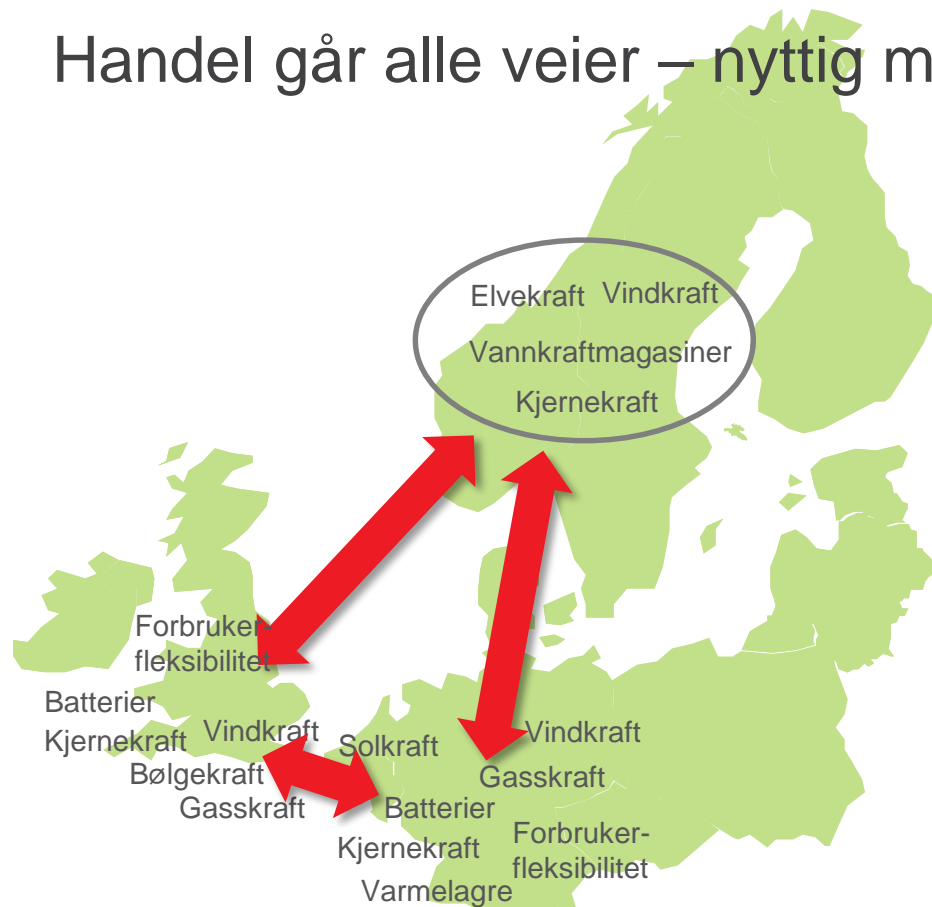 Handel går alle veier – nyttig m
Elvekraft Vindkraft
Vannkraftmagasiner
Kjernekraft
Forbruker-
fleksibilitet
Batterier
Kjernekraft Vindkraft
Bølgekraft
Gasskraft
Solkraft
Vindkraft
Gasskraft
Batterier
Kjernekraft
Forbruker-
fleksibilitet
Varmelagre